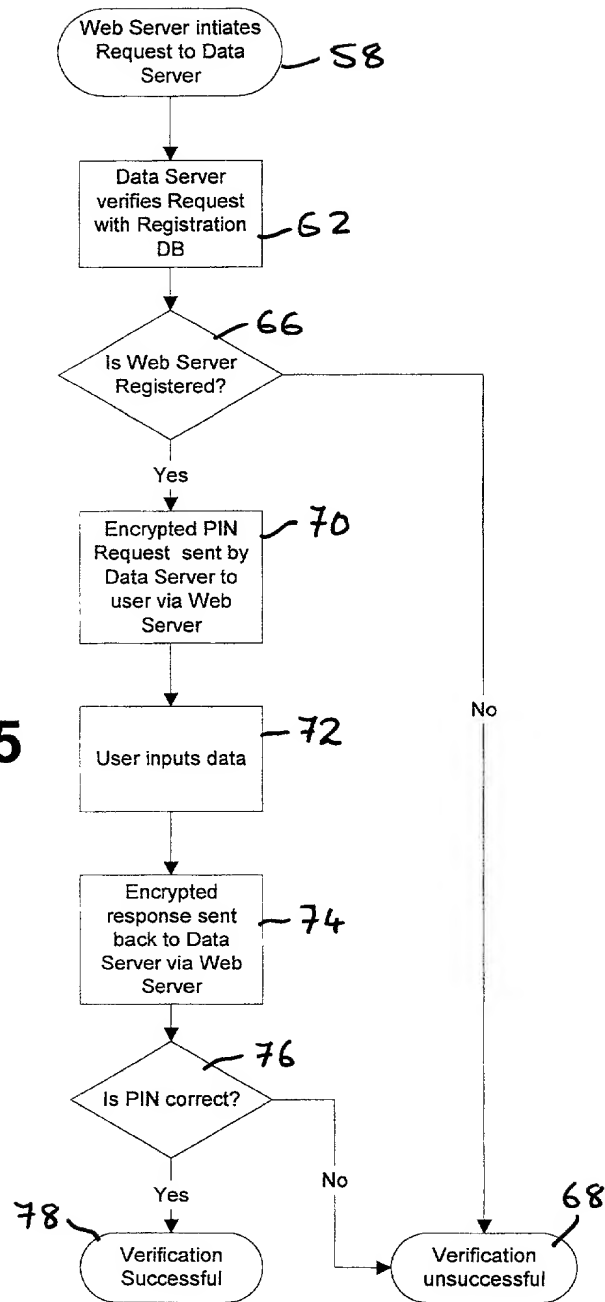 Web Server intiates
Request to Data
Server
58
Data Server
verifies Request
with Registration
DB
62
66
Is Web Server
Registered?
Yes
70
Encrypted PIN
Request sent by
Data Server to
user via Web
Server
No
5
72
User inputs data
Encrypted
response sent
back to Data
Server via Web
Server
74
76
Is PIN correct?
Yes
No
78
Verification
Successful
68
Verification
unsuccessful